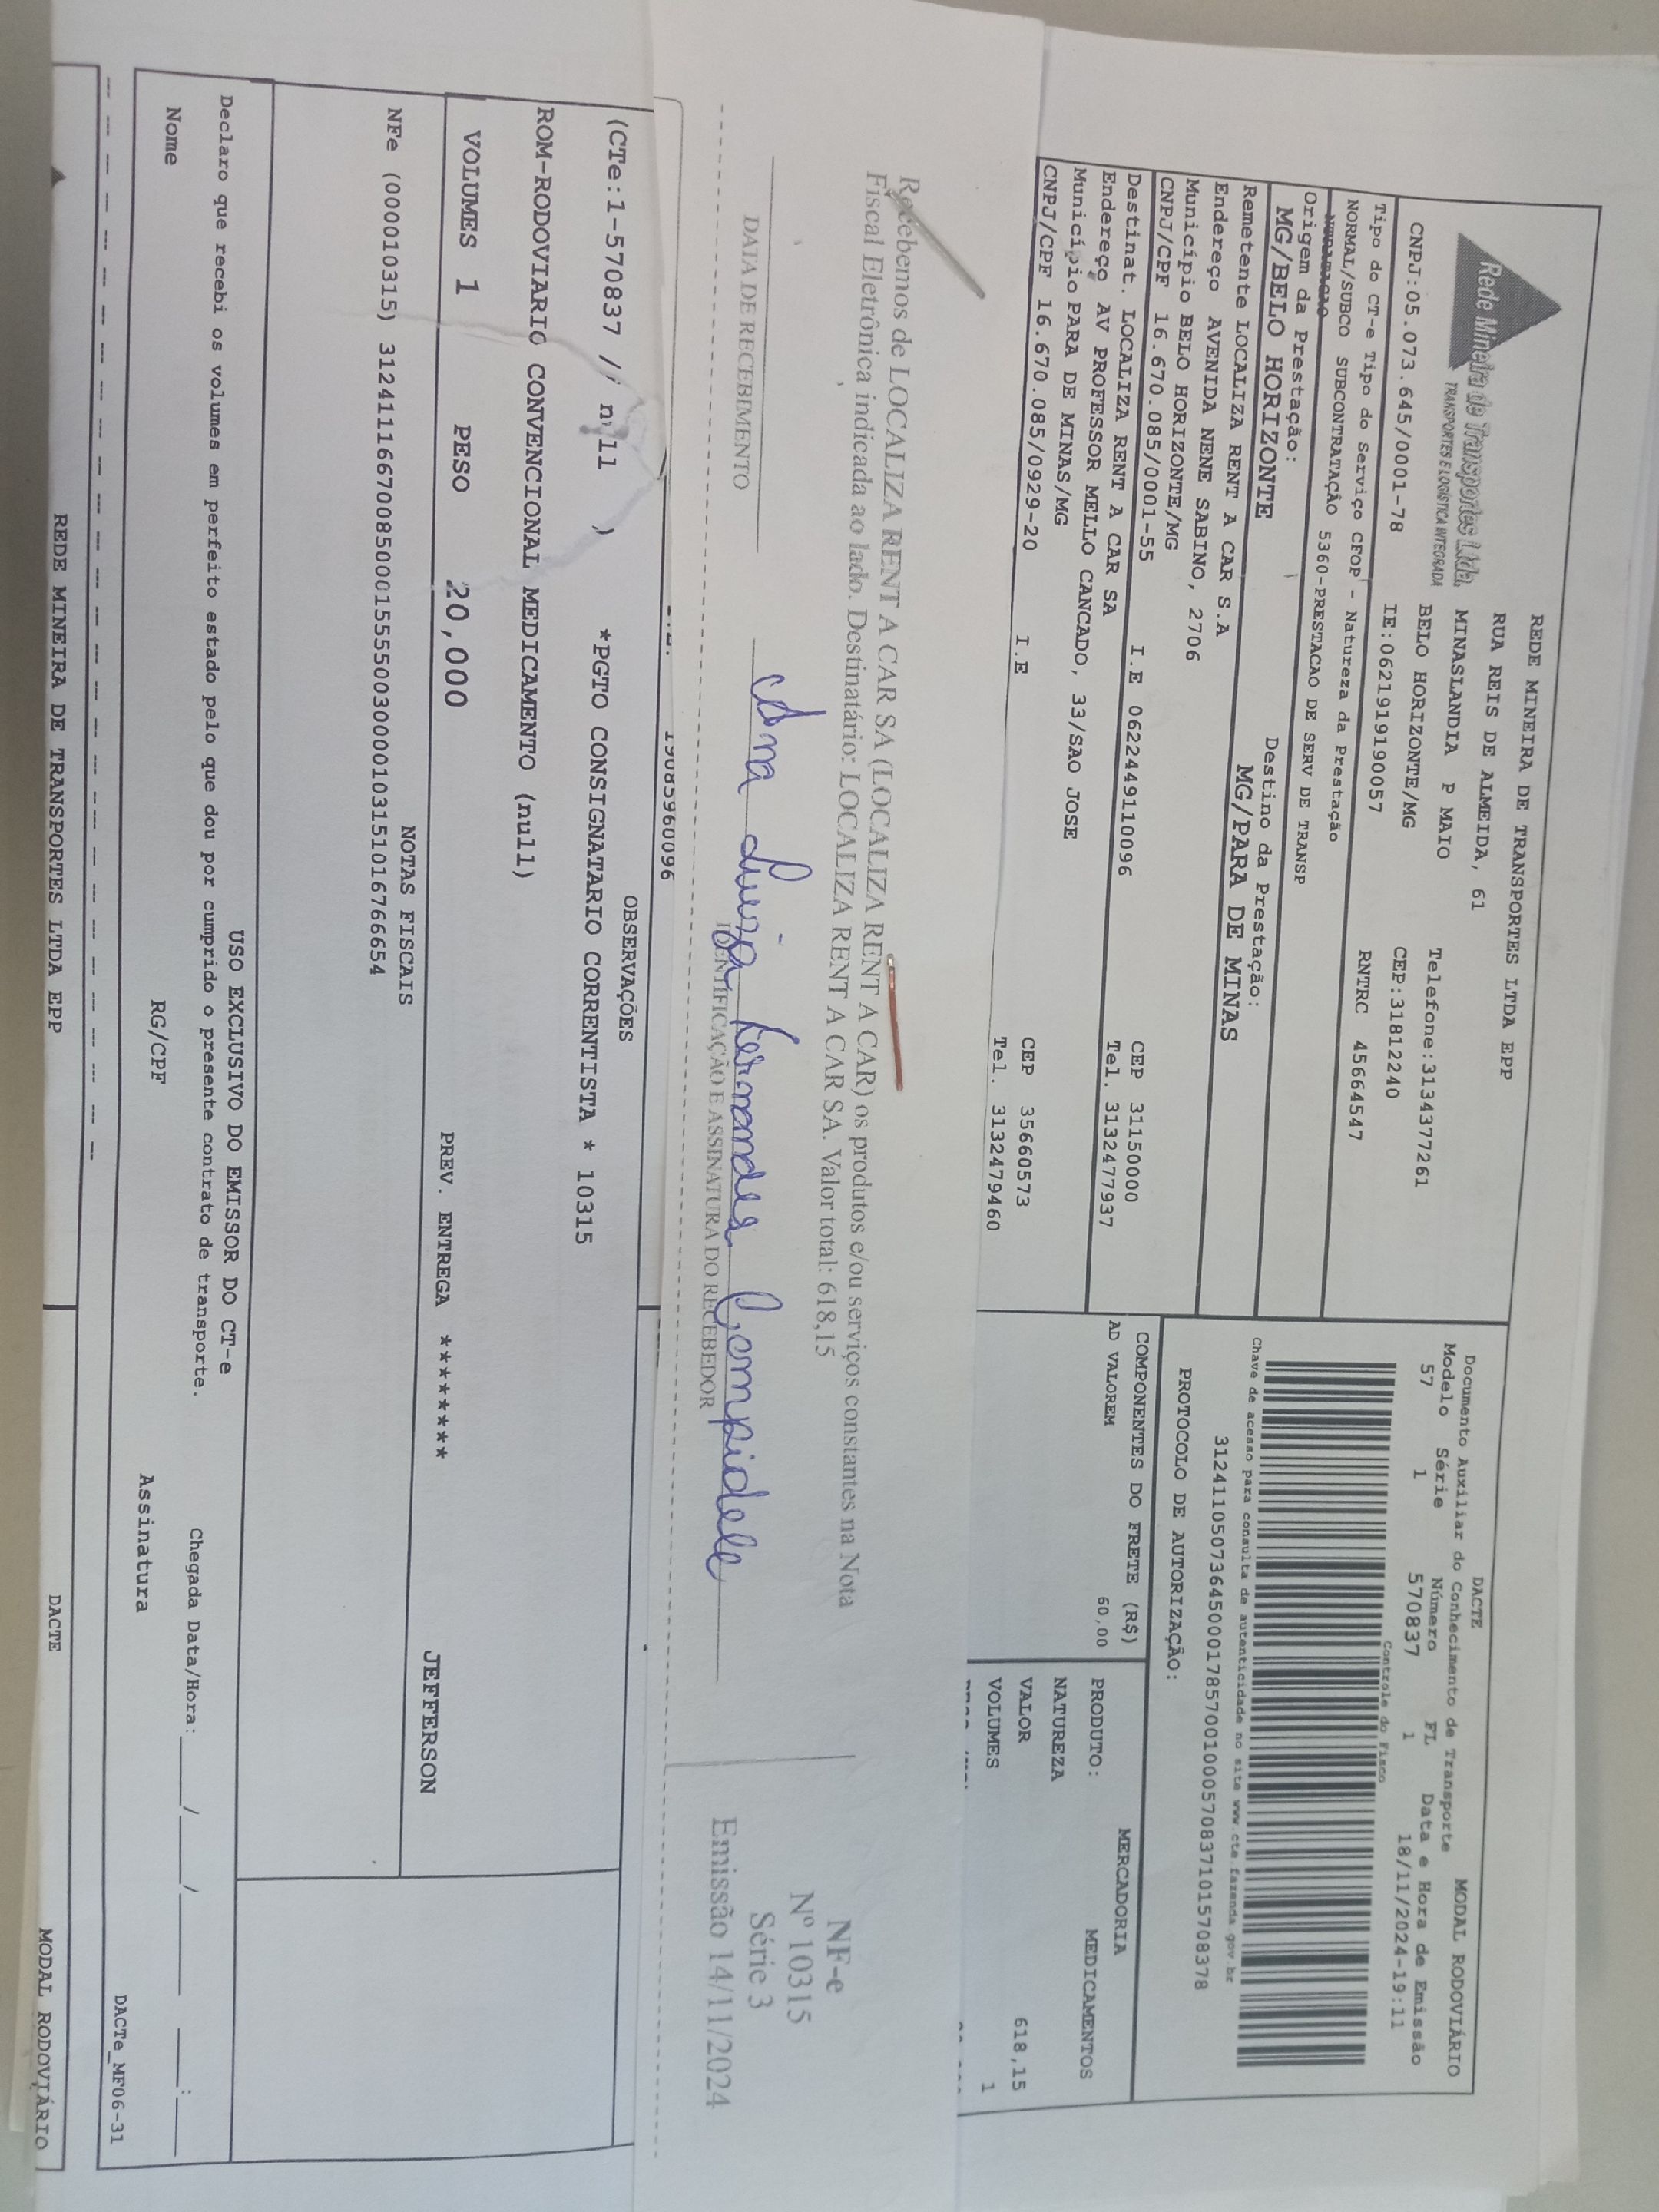 Rede Mineira de Transportes Ltda.
TRANSPORTES E LOGÍSTICA INTEGRADA
REDE MINEIRA DE TRANSPORTES LTDA EPP
RUA REIS DE ALMEIDA, 61
MINASLANDIA P MAIO
BELO HORIZONTE/MG
Telefone:3134377261
CEP:31812240
CNPJ:05.073.645/0001-78 IE:0621919190057 RNTRC 45664547
Tipo do CT-e Tipo do Serviço CFOP - Natureza da Prestação
NORMAL/SUBCO SUBCONTRATAÇÃO 5360-PRESTACAO DE SERV DE TRANSP
Origem da Prestação: Destino da Prestação:
MG/BELO HORIZONTE MG/PARA DE MINAS
Remetente LOCALIZA RENT A CAR S.A
Endereço AVENIDA NENE SABINO, 2706
Município BELO HORIZONTE/MG CEP 31150000
CNPJ/CPF 16.670.085/0001-55 I.E 0622449110096 Tel. 3132477937
Destinat. LOCALIZA RENT A CAR SA
Endereço AV PROFESSOR MELLO CANCADO, 33/SAO JOSE
Município PARA DE MINAS/MG CEP 35660573
CNPJ/CPF 16.670.085/0929-20 I.E Tel. 3132479460
DACTE MODAL RODOVIÁRIO
Documento Auxiliar do Conhecimento de Transporte
Modelo Série Número FL Data e Hora de Emissão
57 1 570837 1 18/11/2024-19:11
Controle do Fisco
Chave de acesso para consulta de autenticidade no site www.cte.fazenda.gov.br
31241105073645000178570010005708371015708378
PROTOCOLO DE AUTORIZAÇÃO:
COMPONENTES DO FRETE (R$)
AD VALOREM 60,00
MERCADORIA
PRODUTO: MEDICAMENTOS
NATUREZA
VALOR 618,15
VOLUMES 1
Recebemos de LOCALIZA RENT A CAR SA (LOCALIZA RENT A CAR) os produtos e/ou serviços constantes na Nota
Fiscal Eletrônica indicada ao lado. Destinatário: LOCALIZA RENT A CAR SA. Valor total: 618,15
Ana Luiza Fernandes
DATA DE RECEBIMENTO IDENTIFICAÇÃO E ASSINATURA DO RECEBEDOR
NF-e
Nº 10315
Série 3
Emissão 14/11/2024
OBSERVAÇÕES
(CTe:1-570837 // null ) *PGTO CONSIGNATARIO CORRENTISTA * 10315
ROM-RODOVIARIO CONVENCIONAL MEDICAMENTO (null)
VOLUMES 1 PESO 20,000 PREV. ENTREGA ******** JEFFERSON
NOTAS FISCAIS
NFe (000010315) 31241116670085000155550030000103151016766654
USO EXCLUSIVO DO EMISSOR DO CT-e
Declaro que recebi os volumes em perfeito estado pelo que dou por cumprido o presente contrato de transporte. Chegada Data/Hora: ____/____/______ ____:____
Nome RG/CPF Assinatura
DACTe_MF06-31
REDE MINEIRA DE TRANSPORTES LTDA EPP DACTE MODAL RODOVIÁRIO